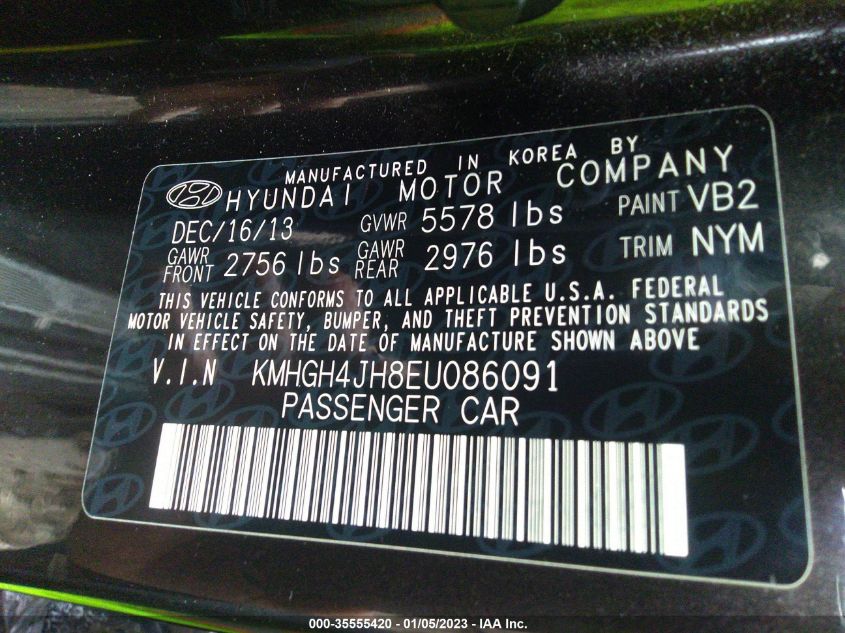 MANUFACTURED IN KOREA BY
HYUNDAI MOTOR COMPANY
DEC/16/13 GVWR 5578 lbs PAINT VB2
GAWR FRONT 2756 lbs GAWR REAR 2976 lbs TRIM NYM
THIS VEHICLE CONFORMS TO ALL APPLICABLE U.S.A. FEDERAL
MOTOR VEHICLE SAFETY, BUMPER, AND THEFT PREVENTION STANDARDS
IN EFFECT ON THE DATE OF MANUFACTURE SHOWN ABOVE
V.I.N KMHGH4JH8EU086091
PASSENGER CAR
000-35555420 - 01/05/2023 - IAA Inc.